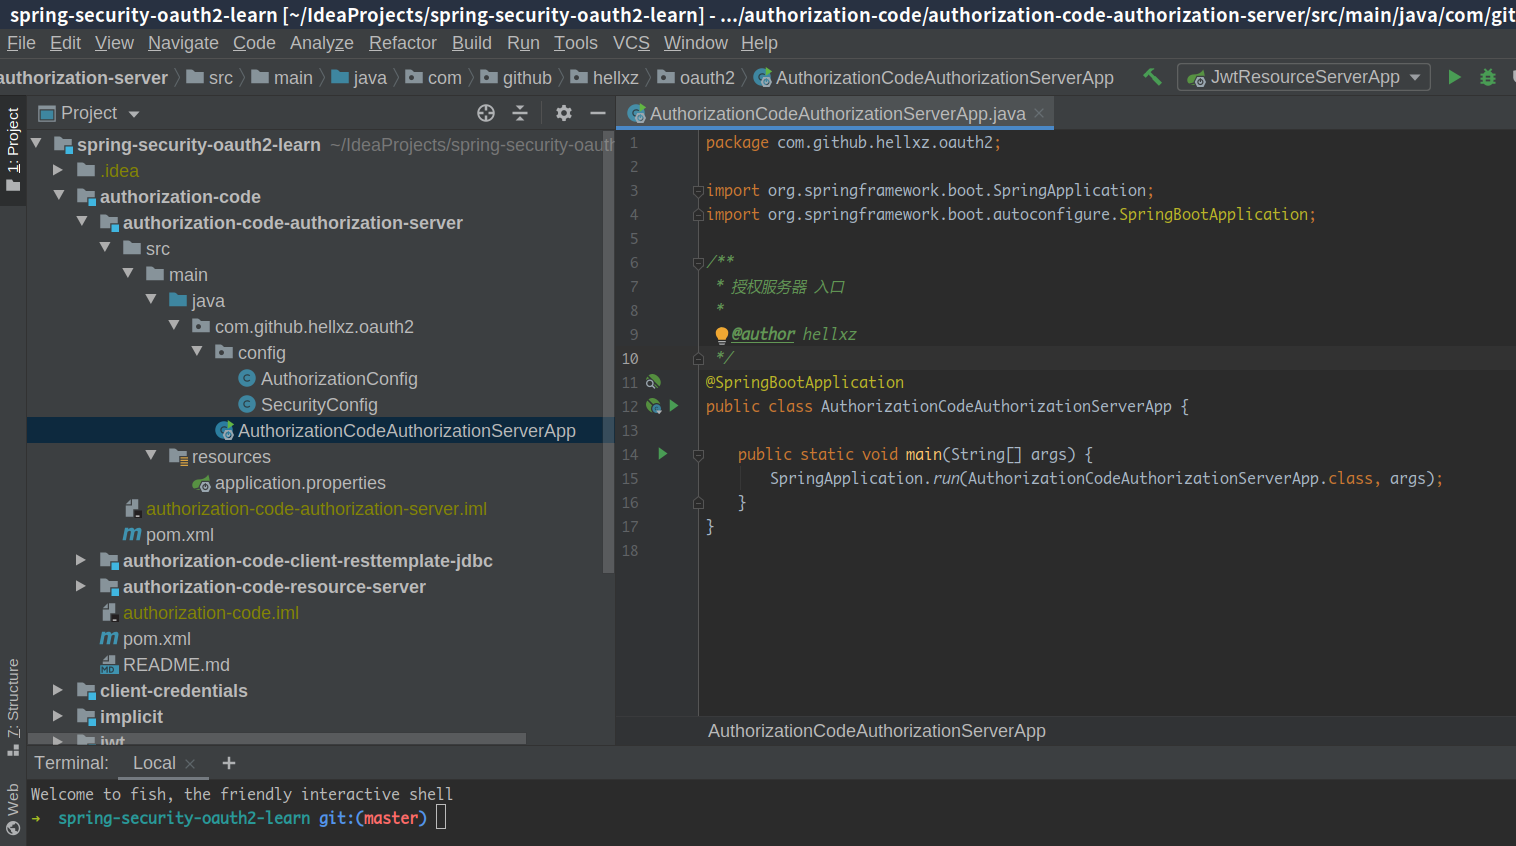 spring-security-oauth2-learn [~/IdeaProjects/spring-security-oauth2-learn] - .../authorization-code/authorization-code-authorization-server/src/main/java/com/git
File Edit View Navigate Code Analyze Refactor Build Run Tools VCS Window Help
authorization-server src main java com github hellxz oauth2 AuthorizationCodeAuthorizationServerApp JwtResourceServerApp
1: Project
Project
spring-security-oauth2-learn ~/IdeaProjects/spring-security-oaut
.idea
authorization-code
authorization-code-authorization-server
src
main
java
com.github.hellxz.oauth2
config
AuthorizationConfig
SecurityConfig
AuthorizationCodeAuthorizationServerApp
resources
application.properties
authorization-code-authorization-server.iml
pom.xml
authorization-code-client-resttemplate-jdbc
authorization-code-resource-server
authorization-code.iml
pom.xml
README.md
client-credentials
implicit
jwt
7: Structure
Web
AuthorizationCodeAuthorizationServerApp.java
1 package com.github.hellxz.oauth2;
2
3 import org.springframework.boot.SpringApplication;
4 import org.springframework.boot.autoconfigure.SpringBootApplication;
5
6 /**
7 * 授权服务器 入口
8 *
9 @author hellxz
10 */
11 @SpringBootApplication
12 public class AuthorizationCodeAuthorizationServerApp {
13
14 public static void main(String[] args) {
15 SpringApplication.run(AuthorizationCodeAuthorizationServerApp.class, args);
16 }
17 }
18
AuthorizationCodeAuthorizationServerApp
Terminal: Local +
Welcome to fish, the friendly interactive shell
→ spring-security-oauth2-learn git:(master)